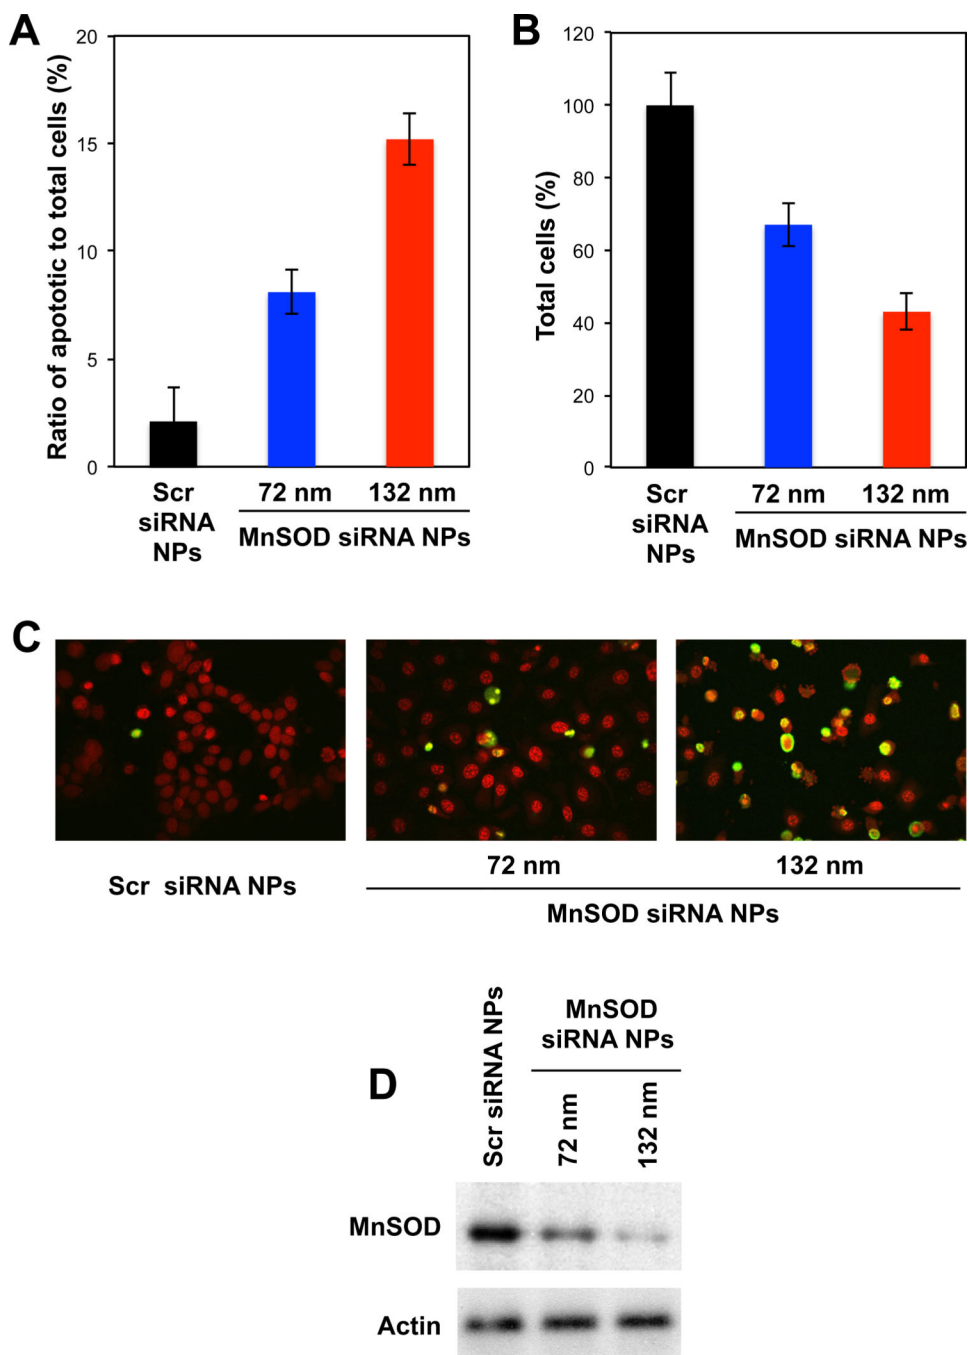 A
Ratio of apototic to total cells (%)
20
15
10
5
0
Scr
siRNA
NPs
72 nm
132 nm
MnSOD siRNA NPs
B
Total cells (%)
120
100
80
60
40
20
0
Scr
siRNA
NPs
72 nm
132 nm
MnSOD siRNA NPs
C
Scr siRNA NPs
72 nm
132 nm
MnSOD siRNA NPs
D
Scr siRNA NPs
MnSOD
siRNA NPs
72 nm
132 nm
MnSOD
Actin